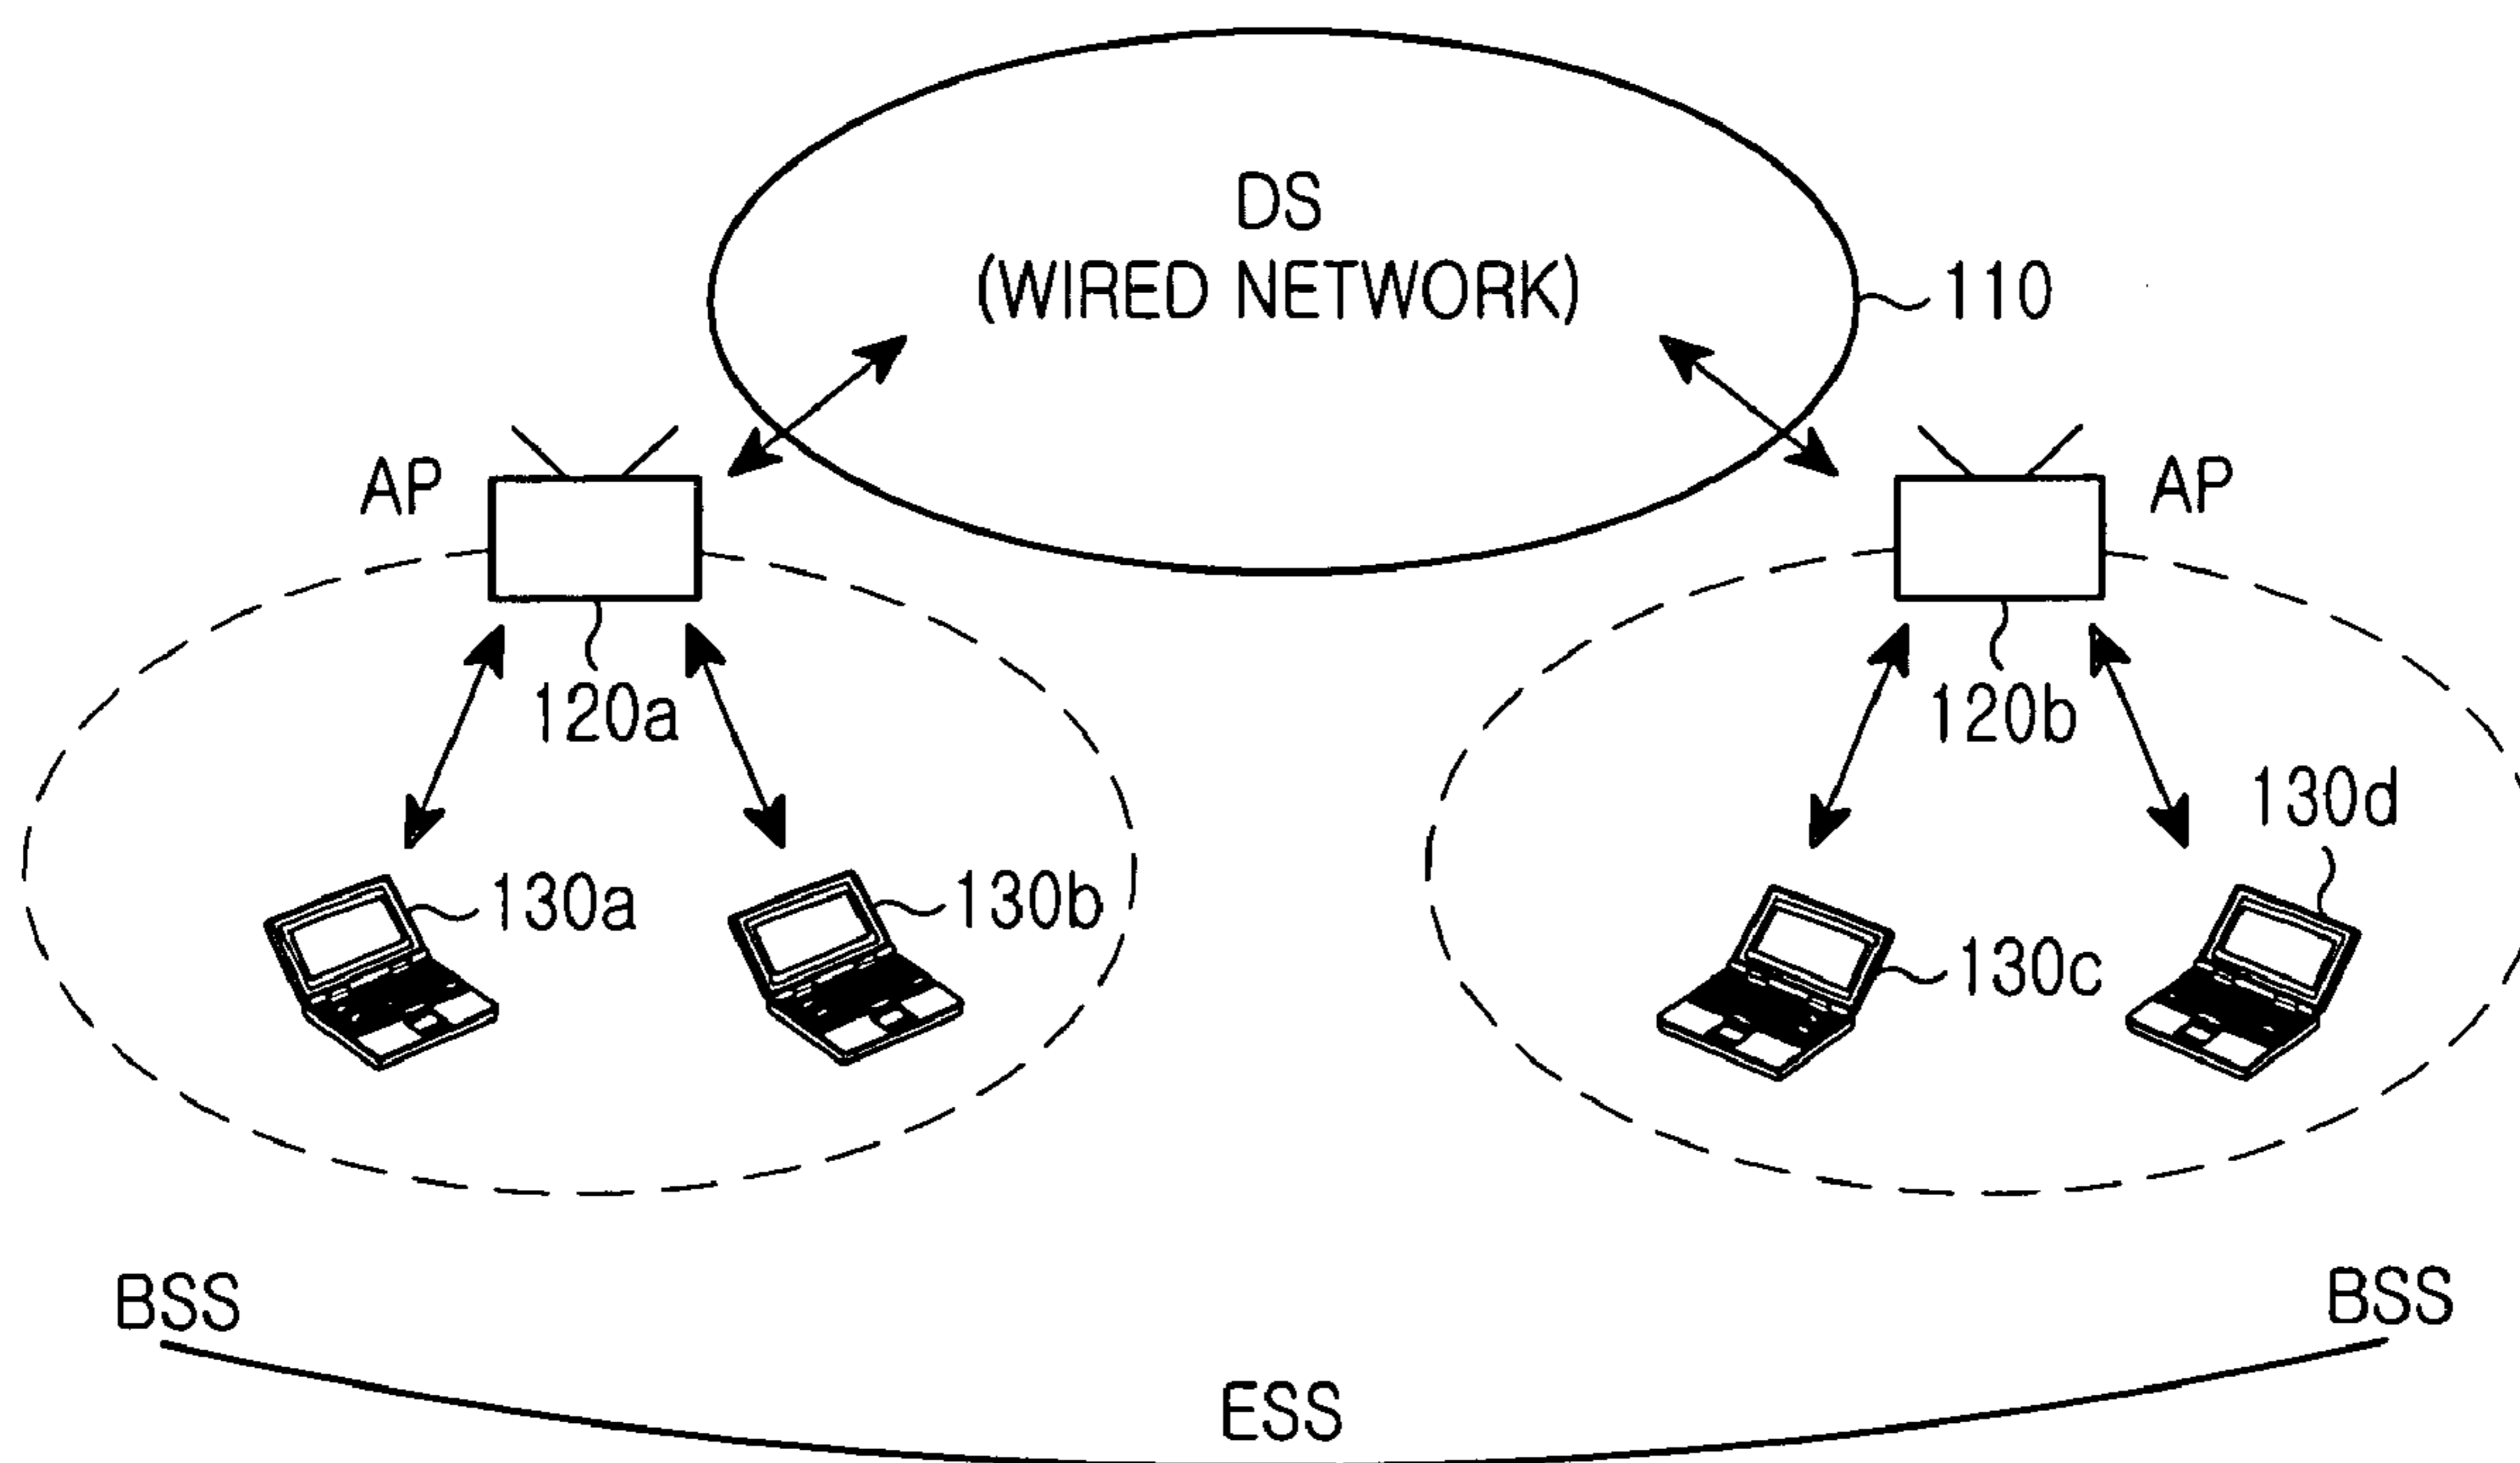 DS
(WIRED NETWORK)
110
AP
AP
120a
120b
130d
130a
130b
130c
BSS
BSS
ESS